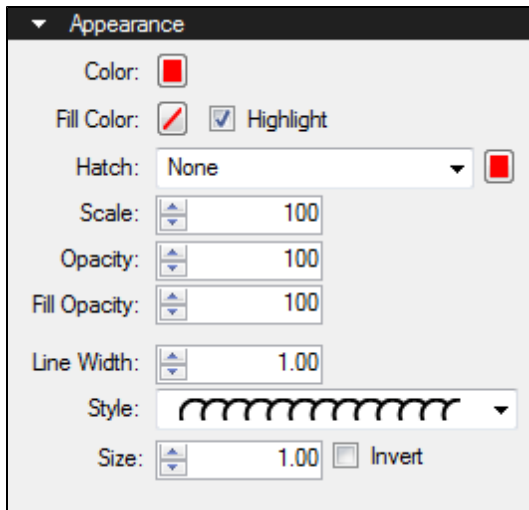 Appearance
Color:
Fill Color: Highlight
Hatch: None
Scale: 100
Opacity: 100
Fill Opacity: 100
Line Width: 1.00
Style:
Size: 1.00 Invert